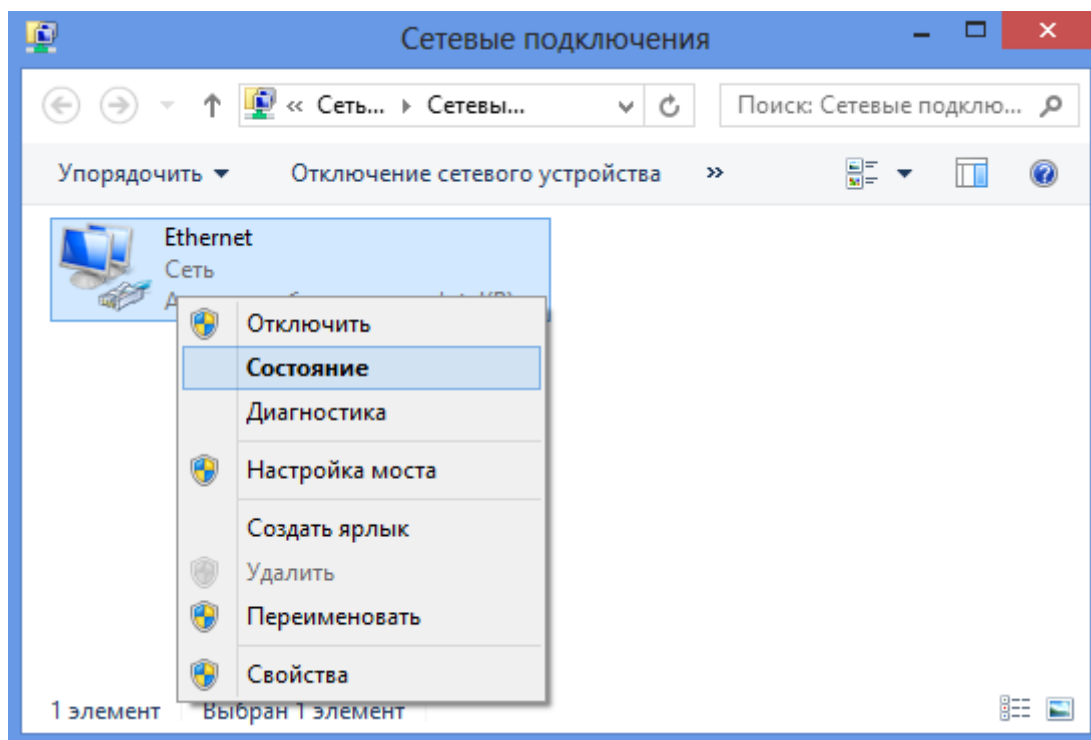 Сетевые подключения
« Сеть... Сетевы...
Поиск: Сетевые подклю...
Упорядочить Отключение сетевого устройства »
Ethernet
Сеть
Отключить
Состояние
Диагностика
Настройка моста
Создать ярлык
Удалить
Переименовать
Свойства
1 элемент Выбран 1 элемент